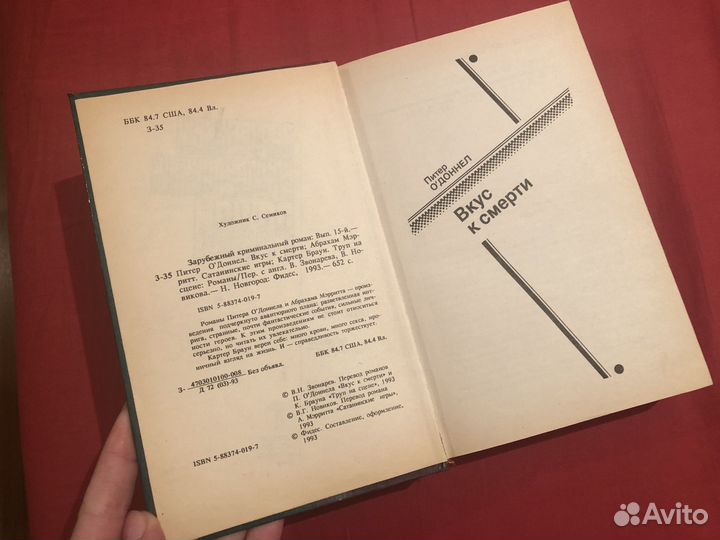 ББК 84.7 США, 84.4 Вл.
З-35
Художник С. Семиков
Зарубежный криминальный роман: Вып. 15-й.—
З-35 Питер О'Доннел. Вкус к смерти; Абрахам Мэр-
ритт. Сатанинские игры; Картер Браун. Труп на
сцене: Романы/Пер. с англ. В. Звонарева, В. Но-
викова.— Н. Новгород: Фидес, 1993.— 652 с.
ISBN 5-88374-019-7
Романы Питера О'Доннела и Абрахама Мэрритта — произ-
ведения подчеркнуто авантюрного плана: разветвленная инт-
рига, странные, почти фантастические события, сильные лич-
ности героев. К этим произведениям не стоит относиться
серьезно, но читать их увлекательно.
Картер Браун верен себе: много крови, много секса, иро-
ничный взгляд на жизнь. И — справедливость торжествует.
ББК 84.7 США, 84.4 Вл.
З- 4703010100-008 Без объявл.
Д 72 (03)-93
© В.Н. Звонарев. Перевод романов
П. О'Доннела «Вкус к смерти» и
К. Брауна «Труп на сцене», 1993
© В.Г. Новиков. Перевод романа
А. Мэрритта «Сатанинские игры»,
1993
© Фидес. Составление, оформление,
1993
ISBN 5-88374-019-7
Питер
О'ДОННЕЛ
Вкус
к смерти
Avito